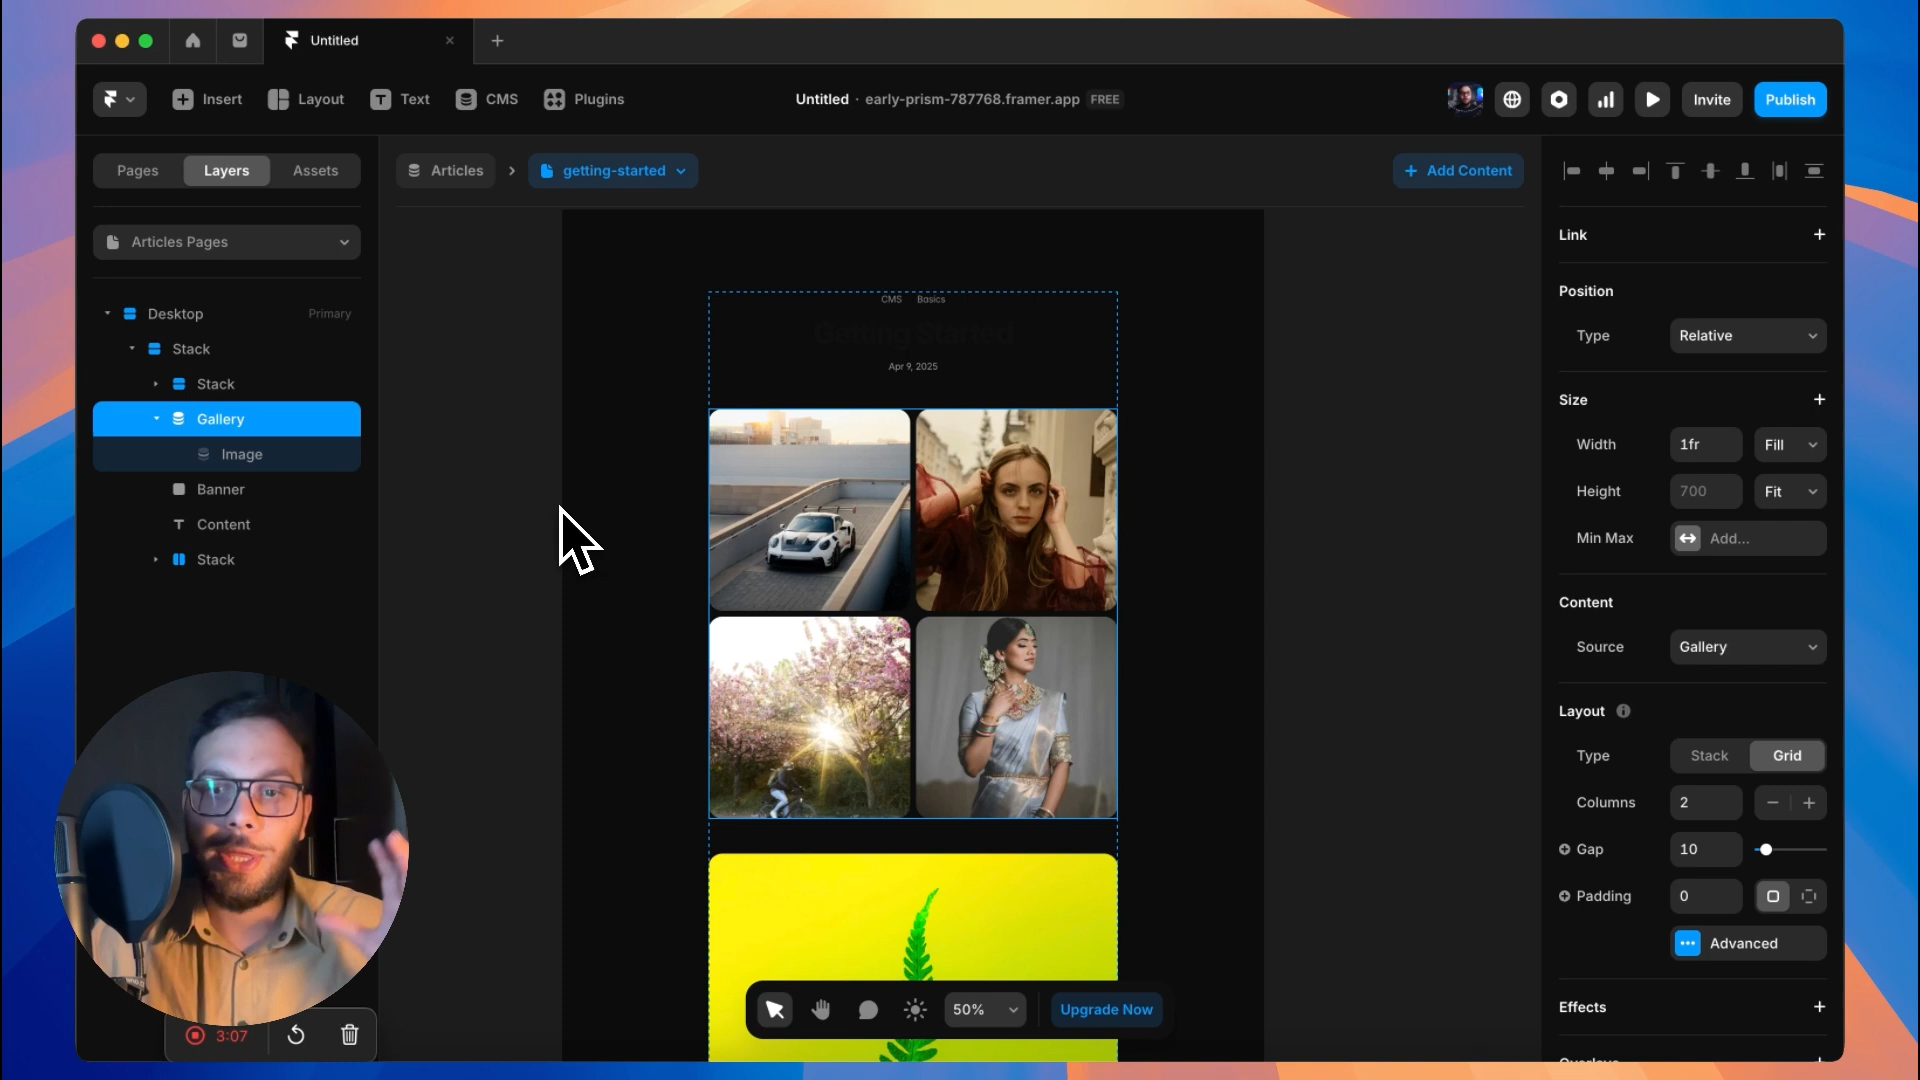 Untitled
Insert
Layout
Text
CMS
Plugins
Untitled · early-prism-787768.framer.app FREE
Invite
Publish
Pages
Layers
Assets
Articles Pages
Desktop
Primary
Stack
Stack
Gallery
Image
Banner
Content
Stack
3:07
Articles
getting-started
Add Content
CMS Basics
Getting Started
Apr 9, 2025
50%
Upgrade Now
Link
Position
Type Relative
Size
Width 1fr Fill
Height 700 Fit
Min Max Add...
Content
Source Gallery
Layout
Type Stack Grid
Columns 2
Gap 10
Padding 0
Advanced
Effects
Overlays